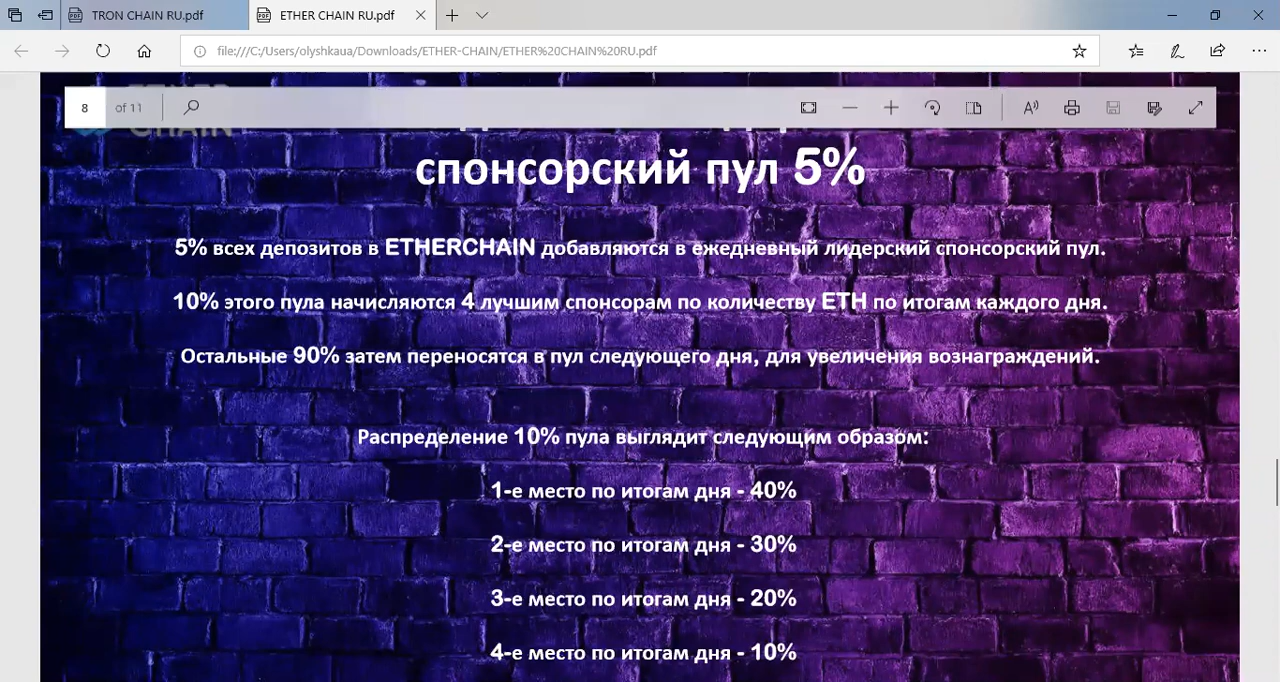 TRON CHAIN RU.pdf
ETHER CHAIN RU.pdf
file:///C:/Users/olyshkaua/Downloads/ETHER-CHAIN/ETHER%20CHAIN%20RU.pdf
8 of 11
CHAIN
спонсорский пул 5%
5% всех депозитов в ETHERCHAIN добавляются в ежедневный лидерский спонсорский пул.
10% этого пула начисляются 4 лучшим спонсорам по количеству ETH по итогам каждого дня.
Остальные 90% затем переносятся в пул следующего дня, для увеличения вознаграждений.
Распределение 10% пула выглядит следующим образом:
1-е место по итогам дня - 40%
2-е место по итогам дня - 30%
3-е место по итогам дня - 20%
4-е место по итогам дня - 10%